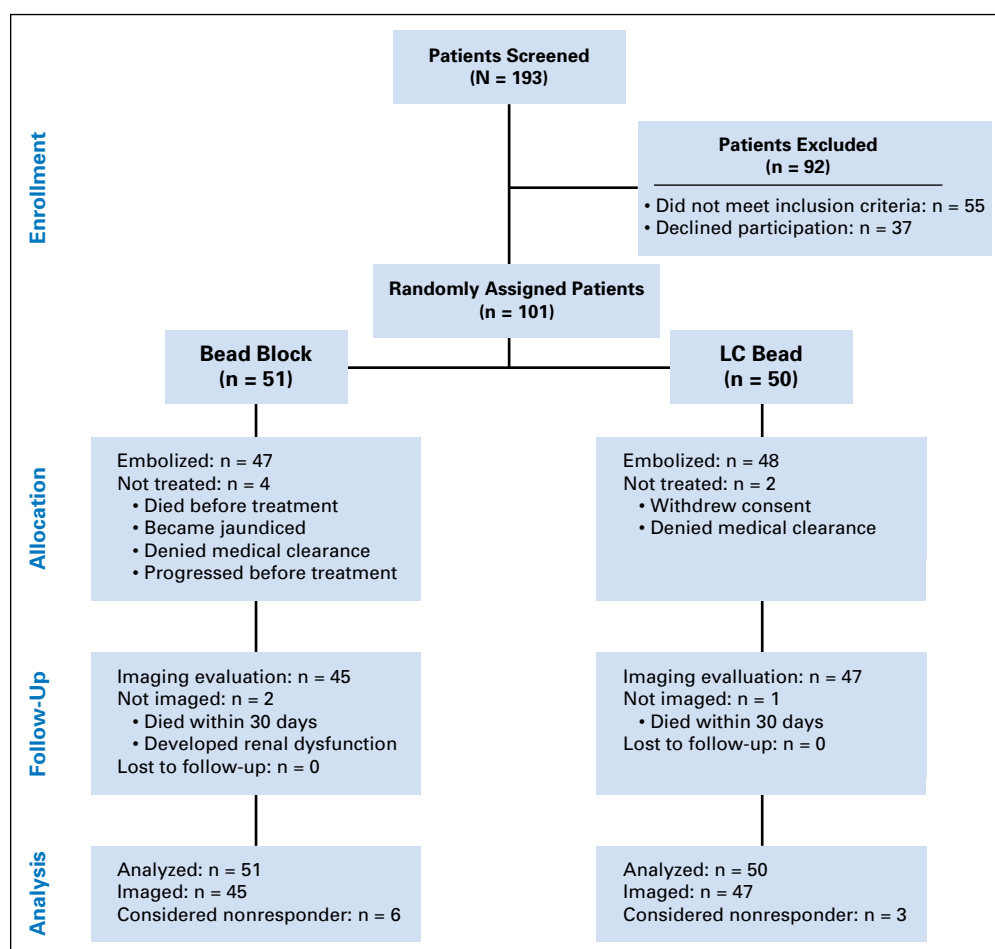 Patients Screened
(N = 193)
Enrollment
Patients Excluded
(n = 92)
• Did not meet inclusion criteria: n = 55
• Declined participation: n = 37
Randomly Assigned Patients
(n = 101)
Bead Block
(n = 51)
LC Bead
(n = 50)
Allocation
Embolized: n = 47
Not treated: n = 4
• Died before treatment
• Became jaundiced
• Denied medical clearance
• Progressed before treatment
Embolized: n = 48
Not treated: n = 2
• Withdrew consent
• Denied medical clearance
Follow-Up
Imaging evaluation: n = 45
Not imaged: n = 2
• Died within 30 days
• Developed renal dysfunction
Lost to follow-up: n = 0
Imaging evalluation: n = 47
Not imaged: n = 1
• Died within 30 days
Lost to follow-up: n = 0
Analysis
Analyzed: n = 51
Imaged: n = 45
Considered nonresponder: n = 6
Analyzed: n = 50
Imaged: n = 47
Considered nonresponder: n = 3